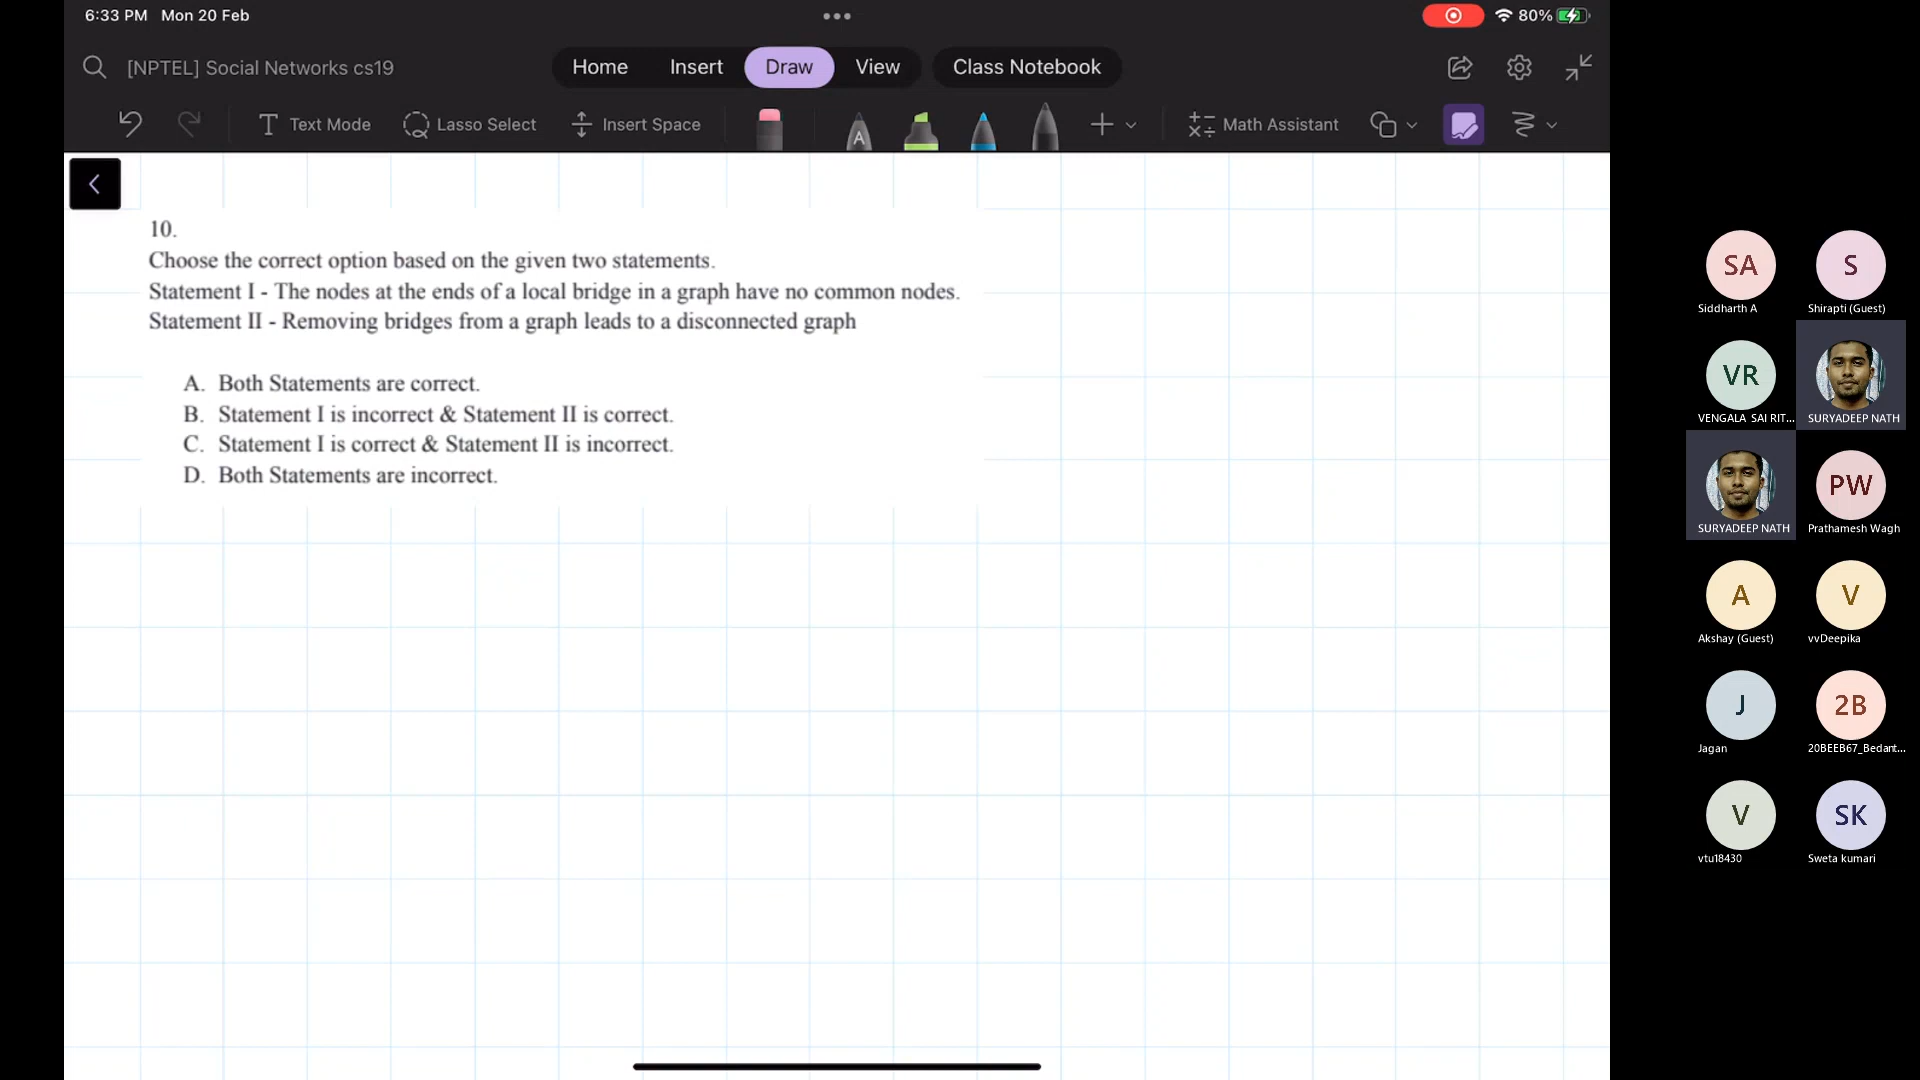 6:33 PM Mon 20 Feb
80%
[NPTEL] Social Networks cs19
Home Insert Draw View Class Notebook
Text Mode Lasso Select Insert Space Math Assistant
10.
Choose the correct option based on the given two statements.
Statement I - The nodes at the ends of a local bridge in a graph have no common nodes.
Statement II - Removing bridges from a graph leads to a disconnected graph
A. Both Statements are correct.
B. Statement I is incorrect & Statement II is correct.
C. Statement I is correct & Statement II is incorrect.
D. Both Statements are incorrect.
SA S
Siddharth A Shirapti (Guest)
VR
VENGALA SAI RIT... SURYADEEP NATH
PW
SURYADEEP NATH Prathamesh Wagh
A V
Akshay (Guest) vvDeepika
J 2B
Jagan 20BEEB67_Bedant...
V SK
vtu18430 Sweta kumari